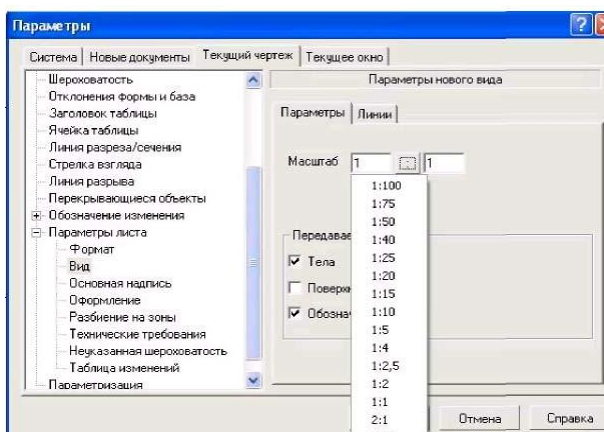 Параметры
Система Новые документы Текущий чертеж Текущее окно
Шероховатость
Отклонения формы и база
Заголовок таблицы
Ячейка таблицы
Линия разреза/сечения
Стрелка взгляда
Линия разрыва
Перекрывающиеся объекты
Обозначение изменения
Параметры листа
Формат
Вид
Основная надпись
Оформление
Разбиение на зоны
Технические требования
Неуказанная шероховатость
Таблица изменений
Параметризация
Параметры нового вида
Параметры Линии
Масштаб 1 : 1
1:100
1:75
1:50
1:40
1:25
1:20
1:15
1:10
1:5
1:4
1:2,5
1:2
1:1
2:1
Передавае
Тела
Поверхн
Обознач
Отмена Справка